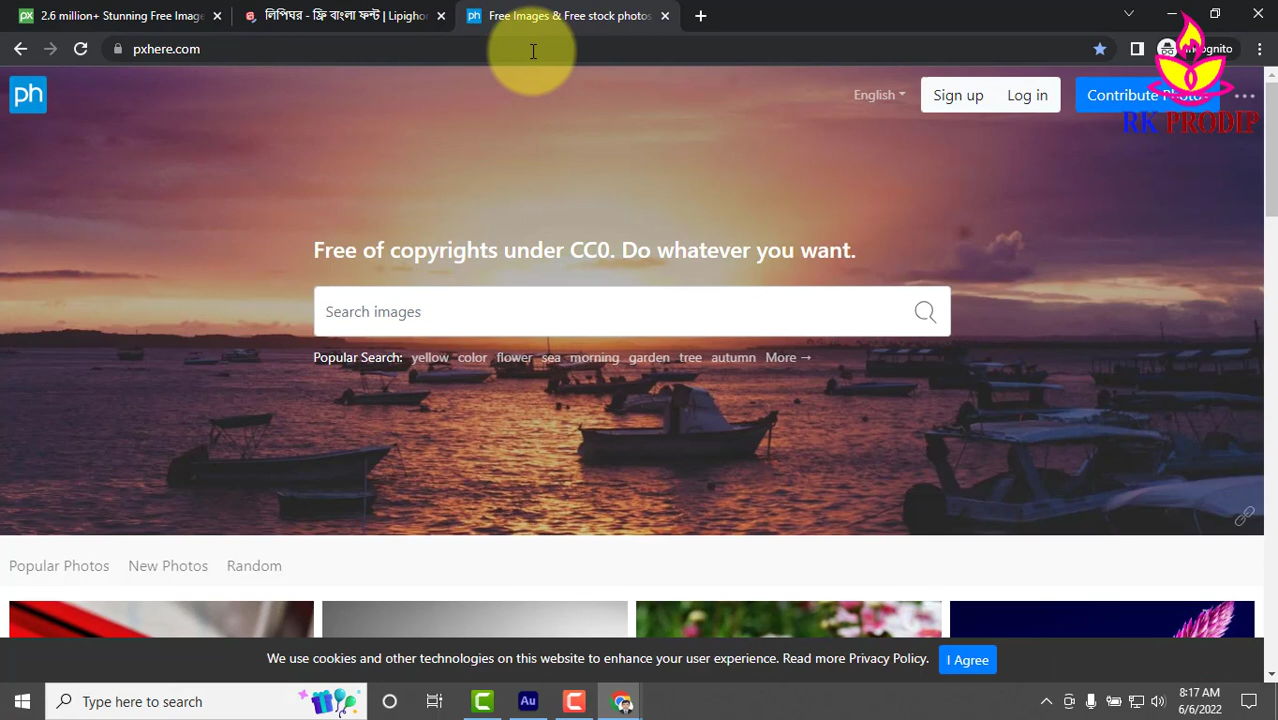 2.6 million+ Stunning Free Image
লিপিঘর - ফ্রি বাংলা ফন্ট | Lipigho
ph Free Images & Free stock photos
pxhere.com
ph
English
Sign up
Log in
RK PRODIP
Free of copyrights under CC0. Do whatever you want.
Search images
Popular Search: yellow color flower sea morning garden tree autumn More →
Popular Photos New Photos Random
We use cookies and other technologies on this website to enhance your user experience. Read more Privacy Policy. I Agree
Type here to search
Au
8:17 AM
6/6/2022